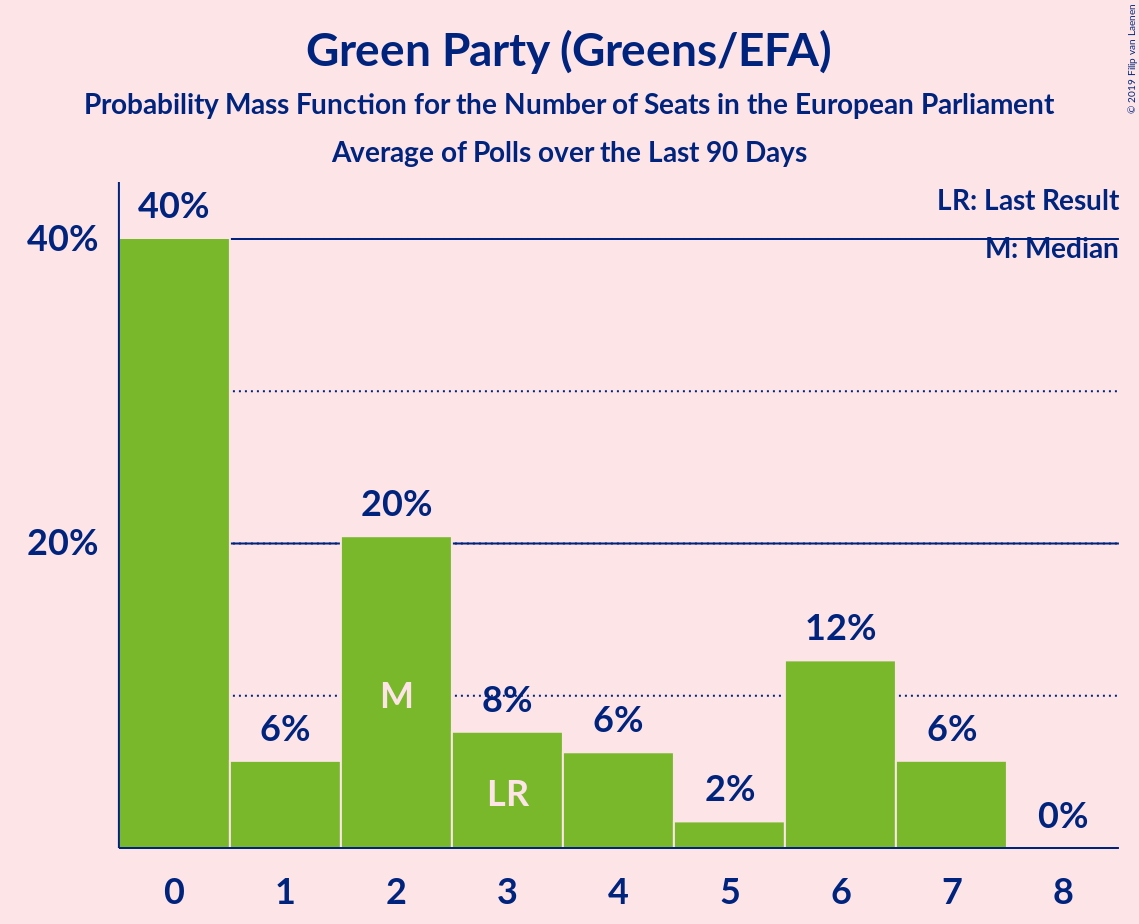 Green Party (Greens/EFA)
Probability Mass Function for the Number of Seats in the European Parliament
Average of Polls over the Last 90 Days
© 2019 Filip van Laenen
LR: Last Result
M: Median
40%
20%
40%
6%
20%
8%
6%
2%
12%
6%
0%
M
LR
0 1 2 3 4 5 6 7 8